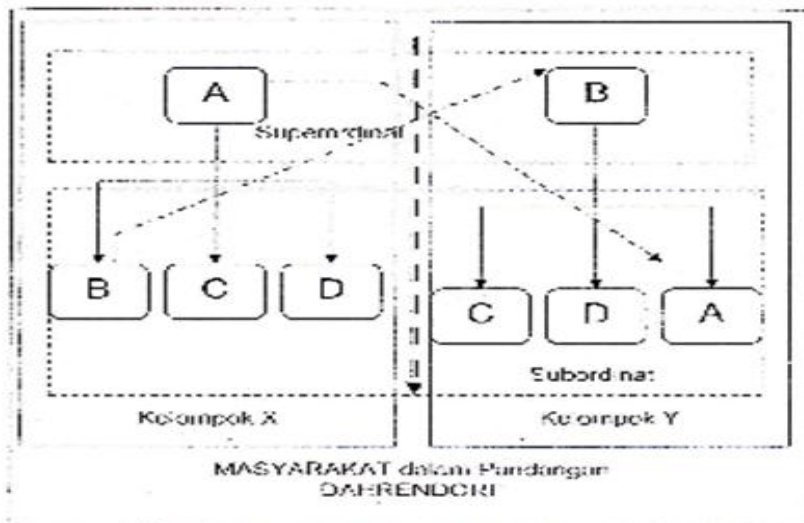 A
B
Superordinat
B
C
D
C
D
A
Subordinat
Kelompok X
Kelompok Y
MASYARAKAT dalam Pandangan
DAHRENDORF